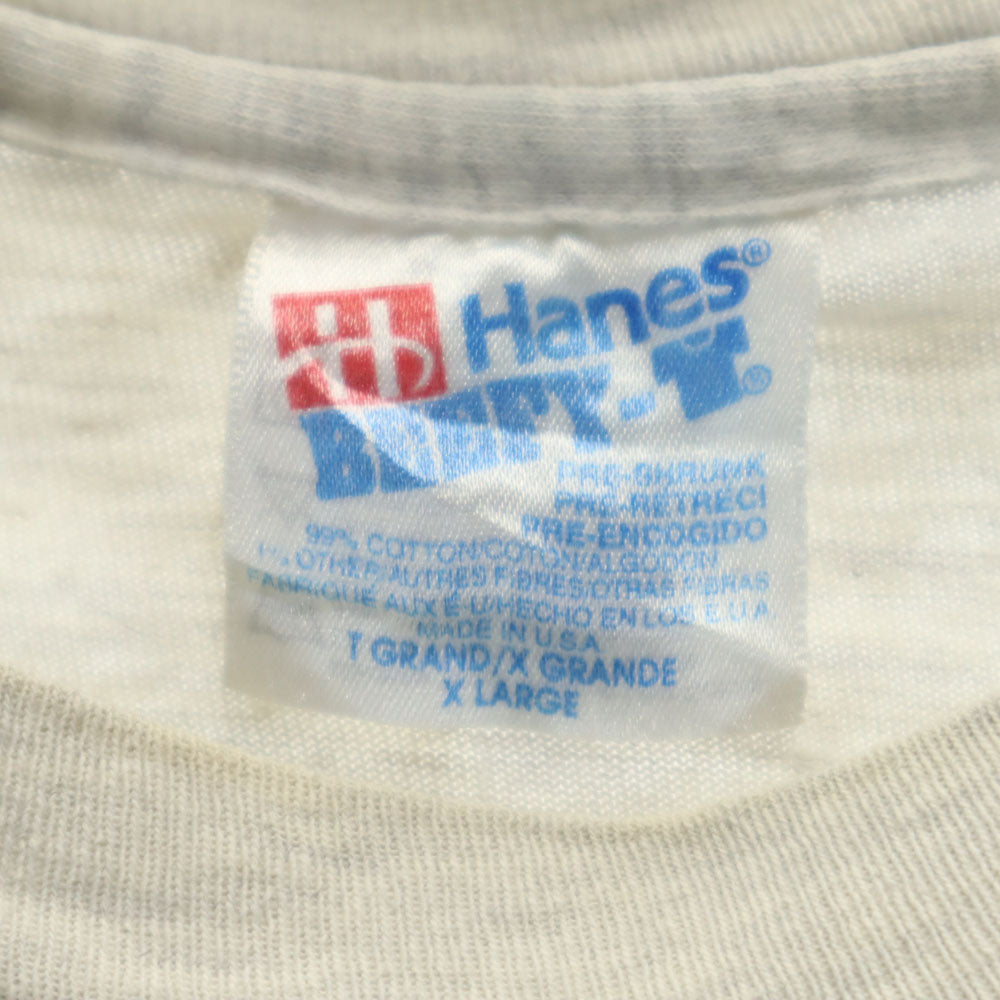 Hanes®
BEEFY-T®
PRE-SHRUNK
PRE-RETRECI
PRE-ENCOGIDO
99% COTTON/COTON/ALGODON
1% OTHER/AUTRES FIBRES/OTRAS FIBRAS
FABRIQUE AUX E U/HECHO EN LOS E U A
MADE IN U S A
T GRAND/X GRANDE
X LARGE